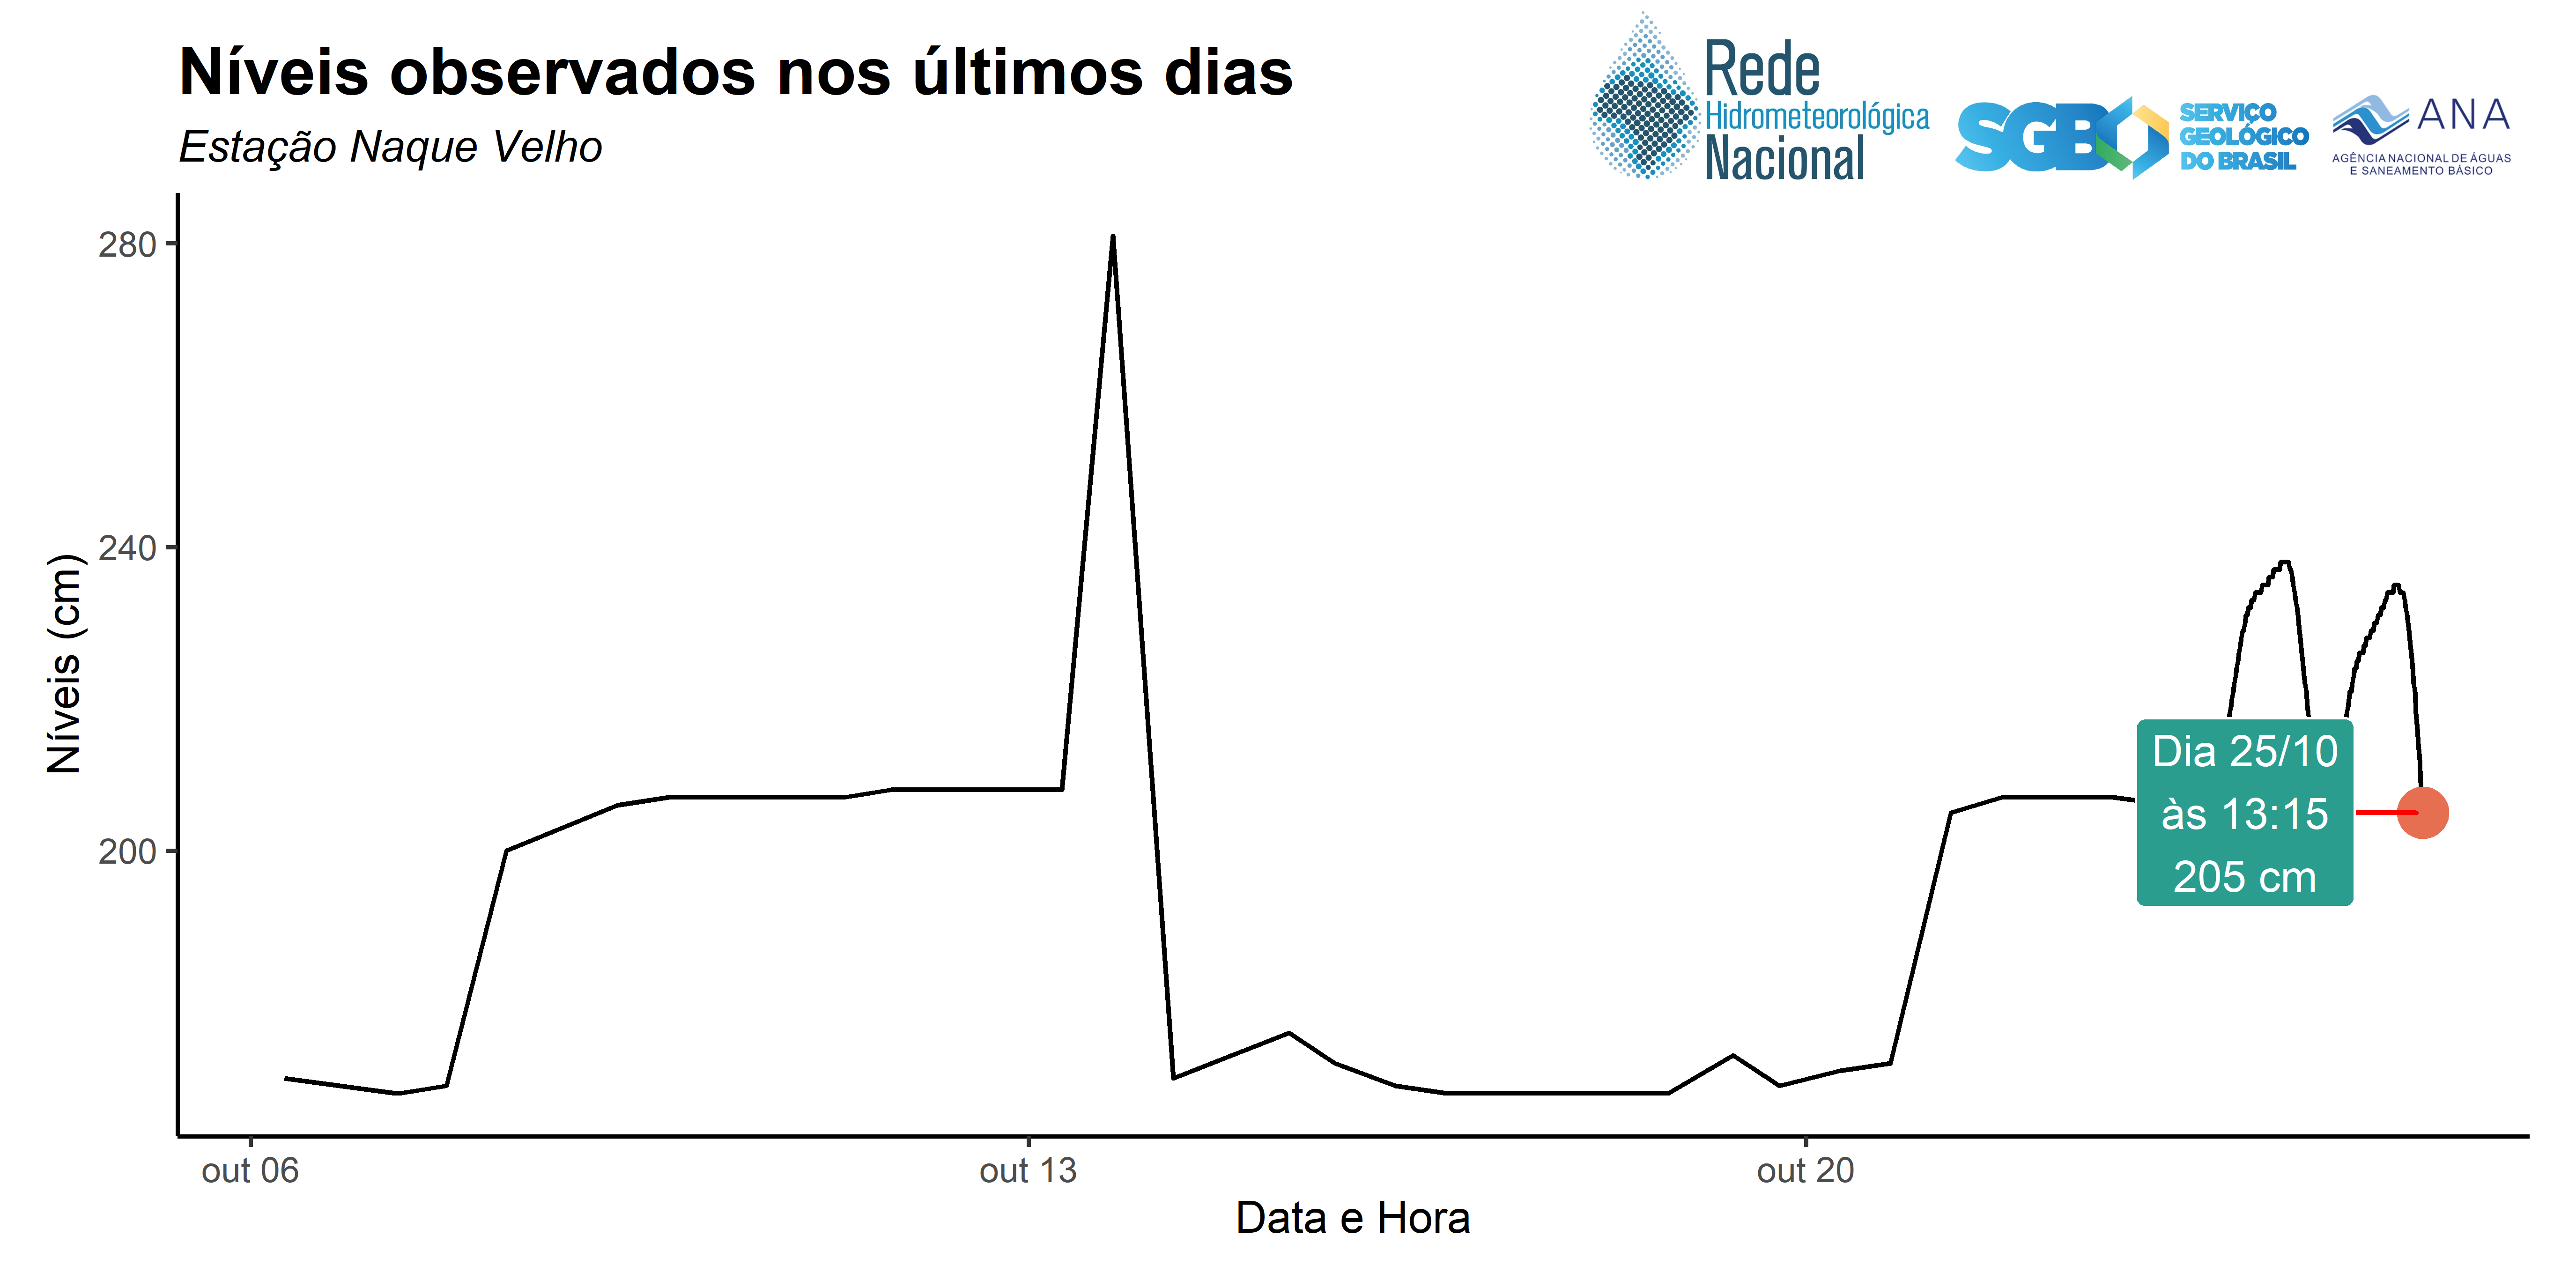 Níveis observados nos últimos dias
Estação Naque Velho
Rede
Hidrometeorológica
Nacional
SGB
SERVIÇO
GEOLÓGICO
DO BRASIL
ANA
AGÊNCIA NACIONAL DE ÁGUAS
E SANEAMENTO BÁSICO
Níveis (cm)
280
240
200
Dia 25/10
às 13:15
205 cm
out 06
out 13
out 20
Data e Hora